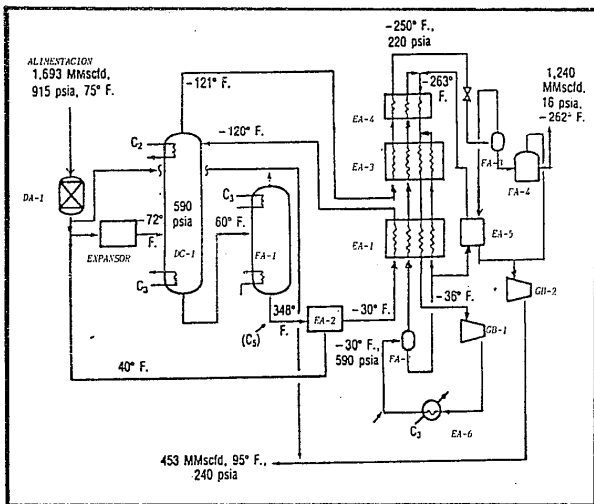 ALIMENTACION
1,693 MMscfd,
915 psia, 75° F.
DA-1
EXPANSOR
72°
F.
40° F.
C₂
C₃
590
psia
DC-1
-121° F.
-120° F.
60° F.
C₃
FA-1
348°
F.
(C₅)
EA-2
-30° F.
-30° F.,
590 psia
FA-
-250° F.,
220 psia
-263°
F.
EA-4
EA-3
EA-1
-36° F.
GB-1
C₃
EA-6
FA-3
FA-4
EA-5
GB-2
1,240
MMscfd,
16 psia,
-262° F.
453 MMscfd, 95° F.,
240 psia